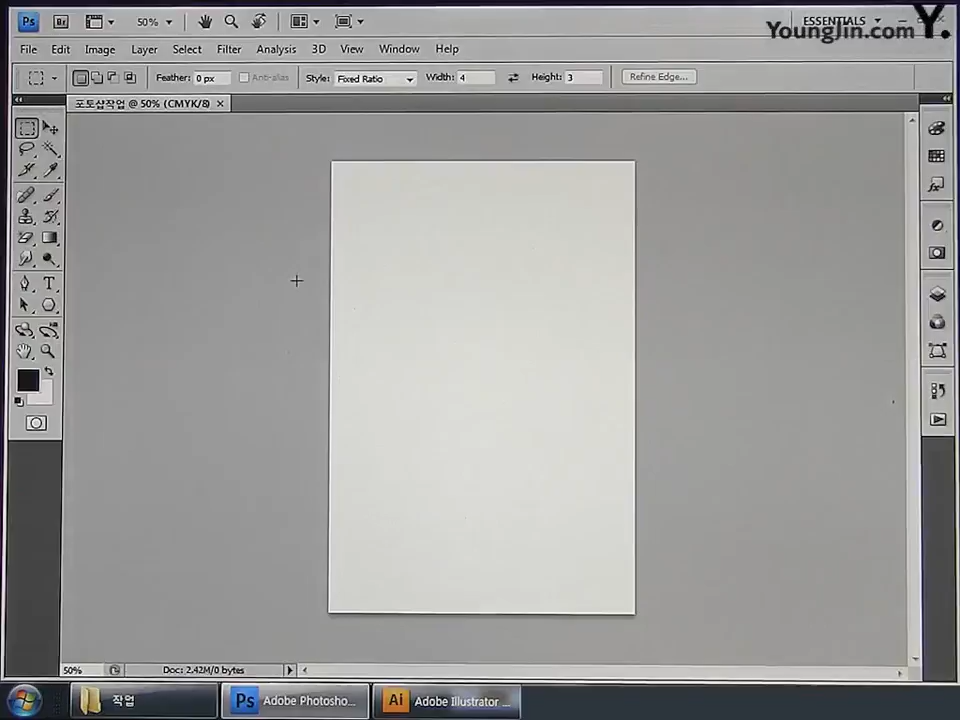 Ps Br 50% ESSENTIALS
YoungJin.com Y.
File Edit Image Layer Select Filter Analysis 3D View Window Help
Feather: 0 px Anti-alias Style: Fixed Ratio Width: 4 Height: 3 Refine Edge...
포토샵작업 @ 50% (CMYK/8)
T
50% Doc: 2.42M/0 bytes
작업 Ps Adobe Photosho... Ai Adobe Illustrator ...